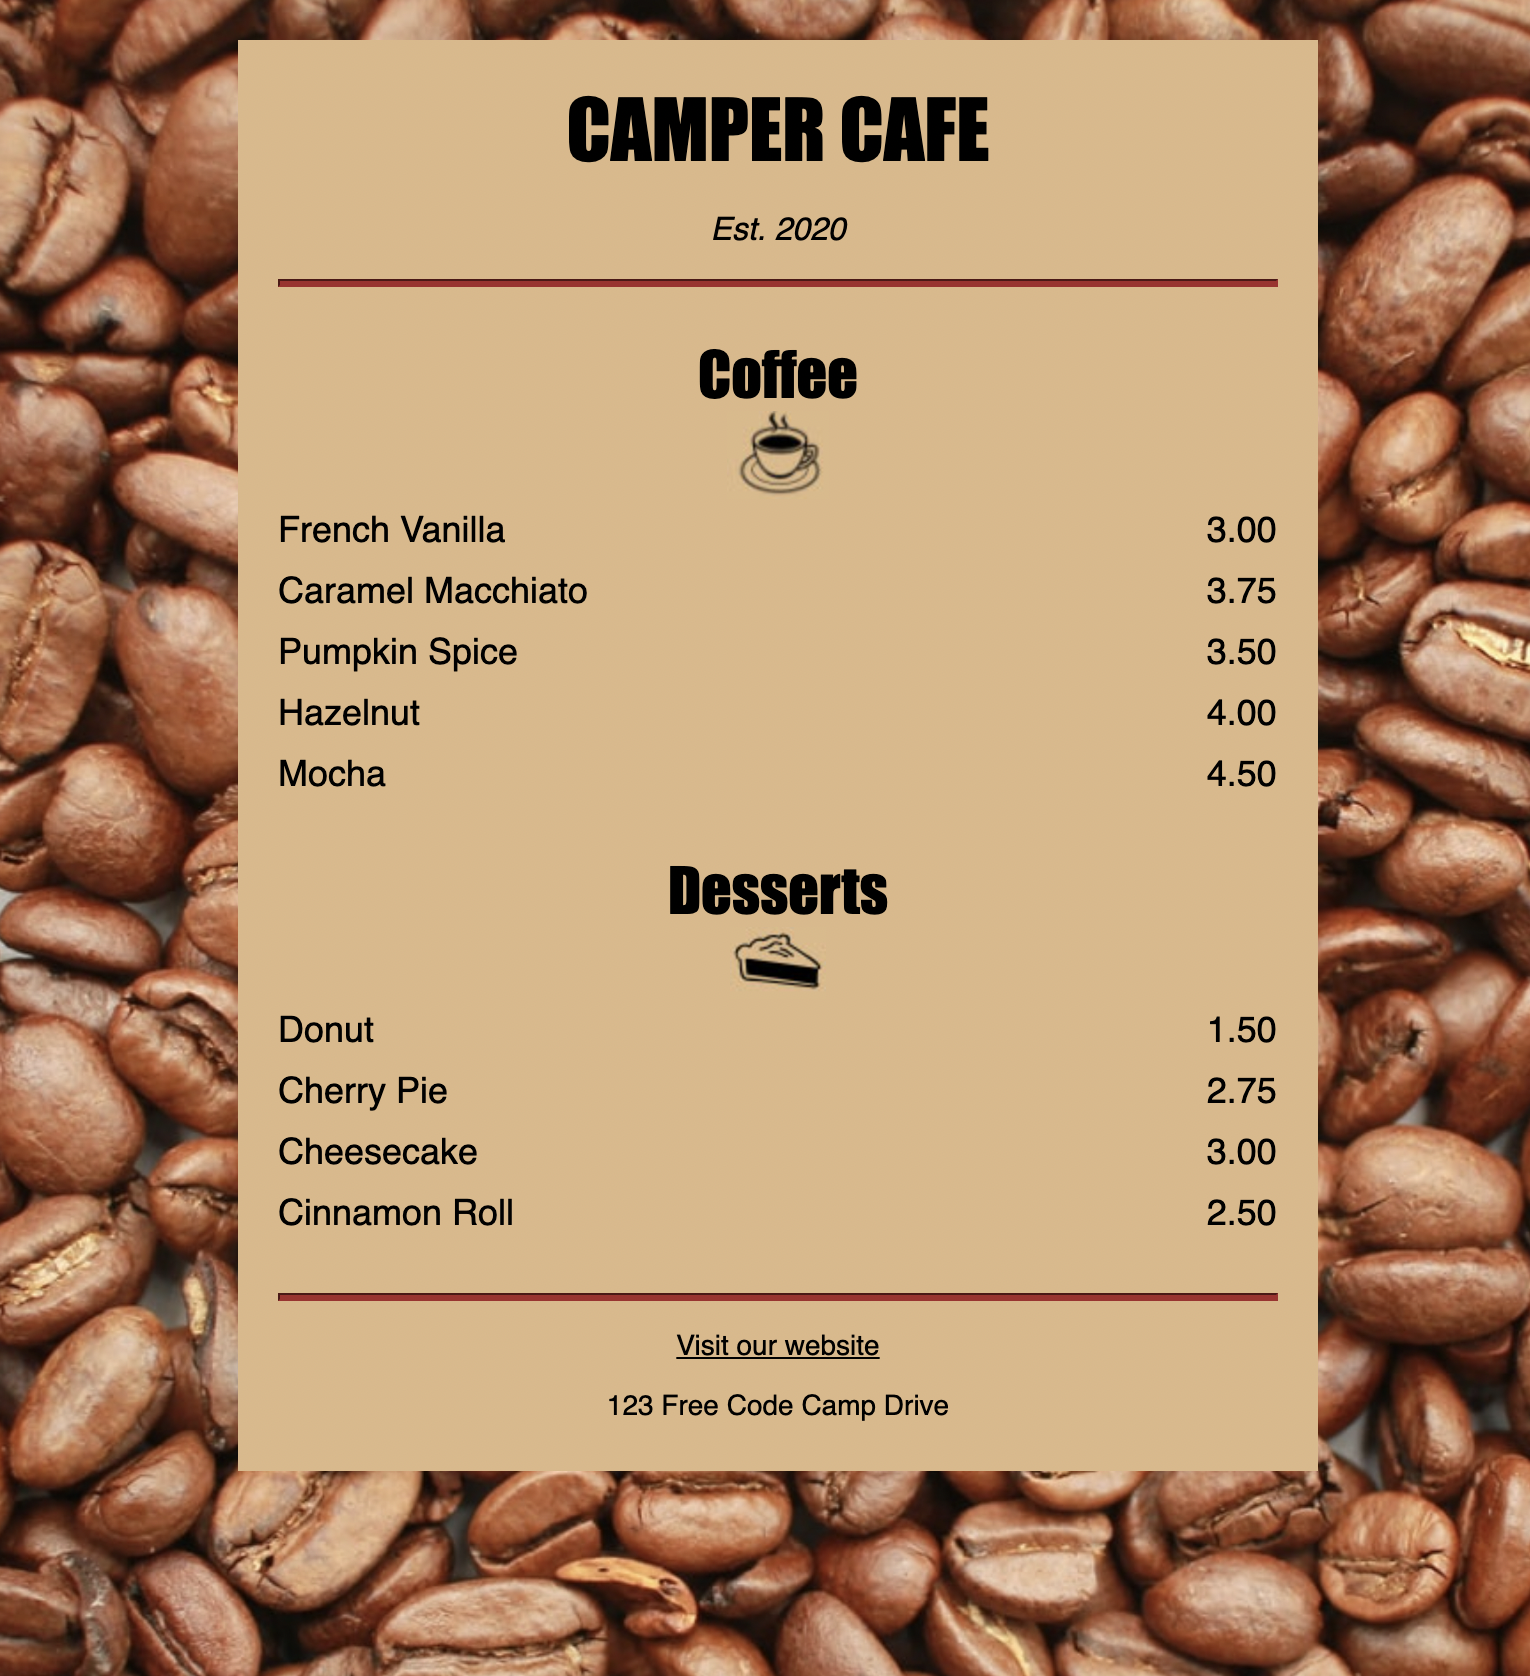 CAMPER CAFE
Est. 2020
Coffee
French Vanilla 3.00
Caramel Macchiato 3.75
Pumpkin Spice 3.50
Hazelnut 4.00
Mocha 4.50
Desserts
Donut 1.50
Cherry Pie 2.75
Cheesecake 3.00
Cinnamon Roll 2.50
Visit our website
123 Free Code Camp Drive